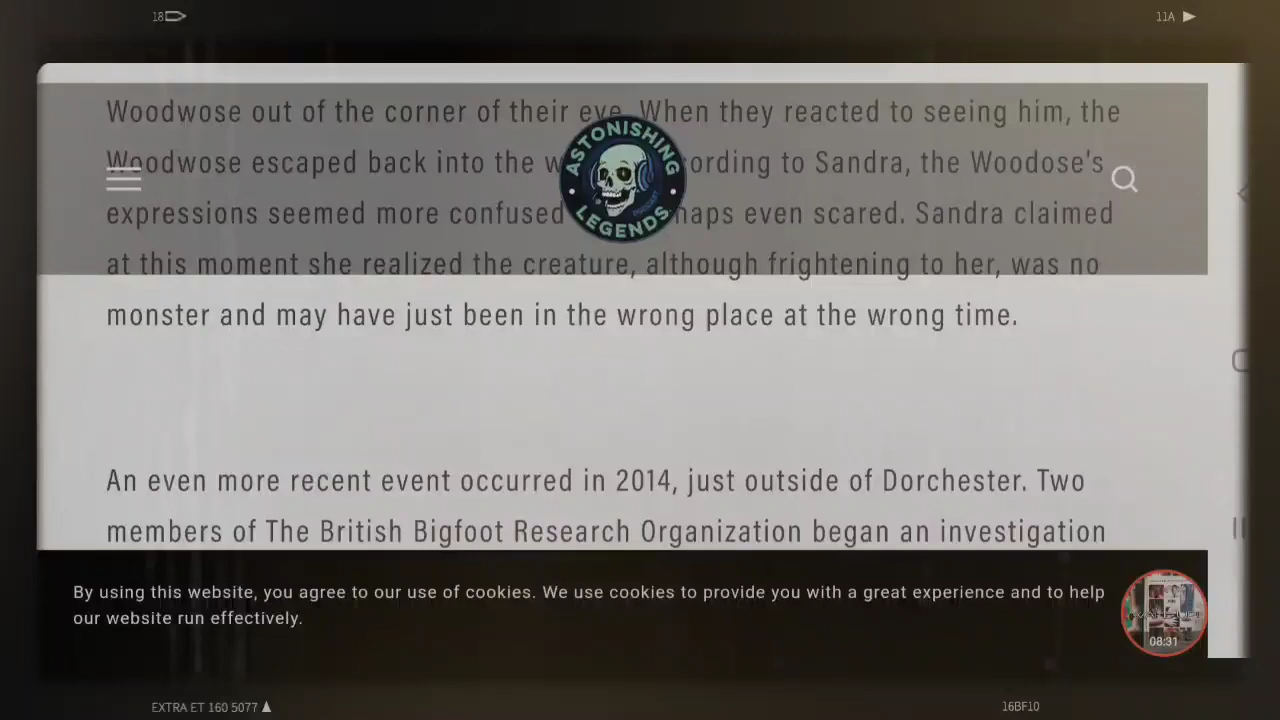 18
11A
Woodwose out of the corner of their eye. When they reacted to seeing him, the
Woodwose escaped back into the cording to Sandra, the Woodose's
expressions seemed more confused haps even scared. Sandra claimed
at this moment she realized the creature, although frightening to her, was no
monster and may have just been in the wrong place at the wrong time.
ASTONISHING
LEGENDS
An even more recent event occurred in 2014, just outside of Dorchester. Two
members of The British Bigfoot Research Organization began an investigation
By using this website, you agree to our use of cookies. We use cookies to provide you with a great experience and to help
our website run effectively.
08:31
EXTRA ET 160 5077
16BF10